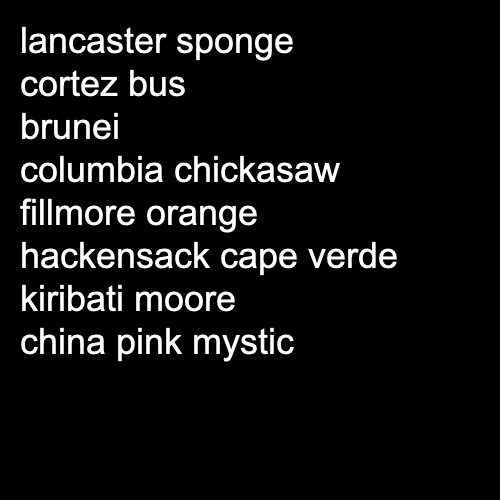 lancaster sponge
cortez bus
brunei
columbia chickasaw
fillmore orange
hackensack cape verde
kiribati moore
china pink mystic